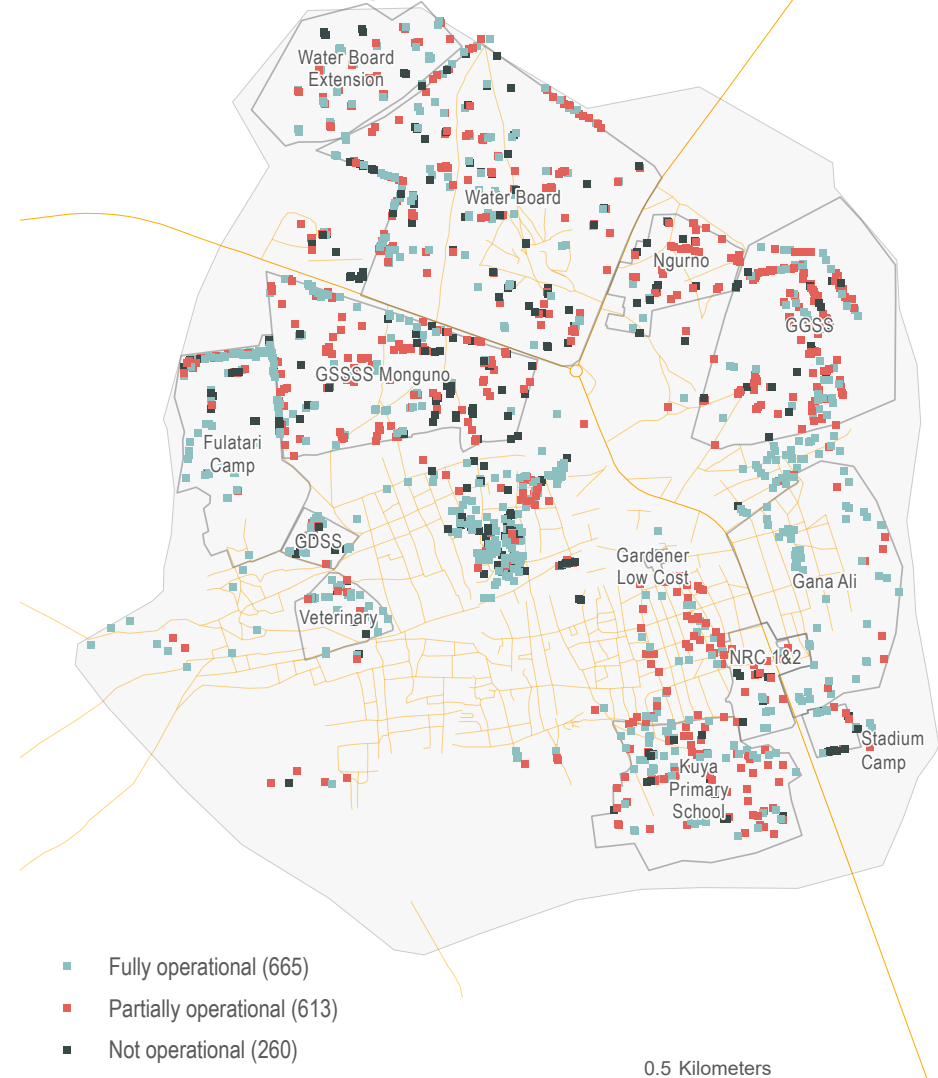 Water Board
Extension
Water Board
Ngurno
GGSS
GSSSS Monguno
Fulatari
Camp
GDSS
Gardener
Low Cost
Gana Ali
Veterinary
NRC 1&2
Stadium
Camp
Kuya
Primary
School
Fully operational (665)
Partially operational (613)
Not operational (260)
0.5 Kilometers